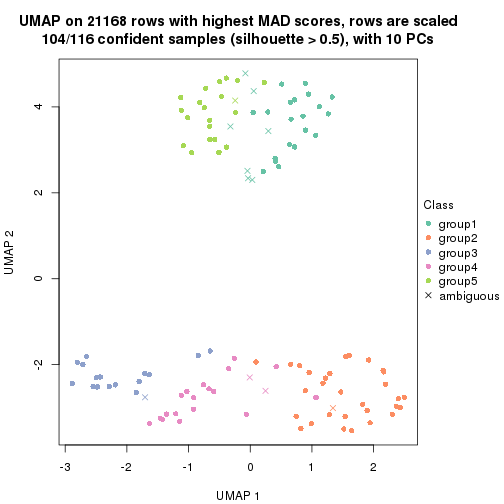 UMAP on 21168 rows with highest MAD scores, rows are scaled
104/116 confident samples (silhouette > 0.5), with 10 PCs
4
2
0
-2
UMAP 2
-3
-2
-1
0
1
2
UMAP 1
Class
group1
group2
group3
group4
group5
ambiguous